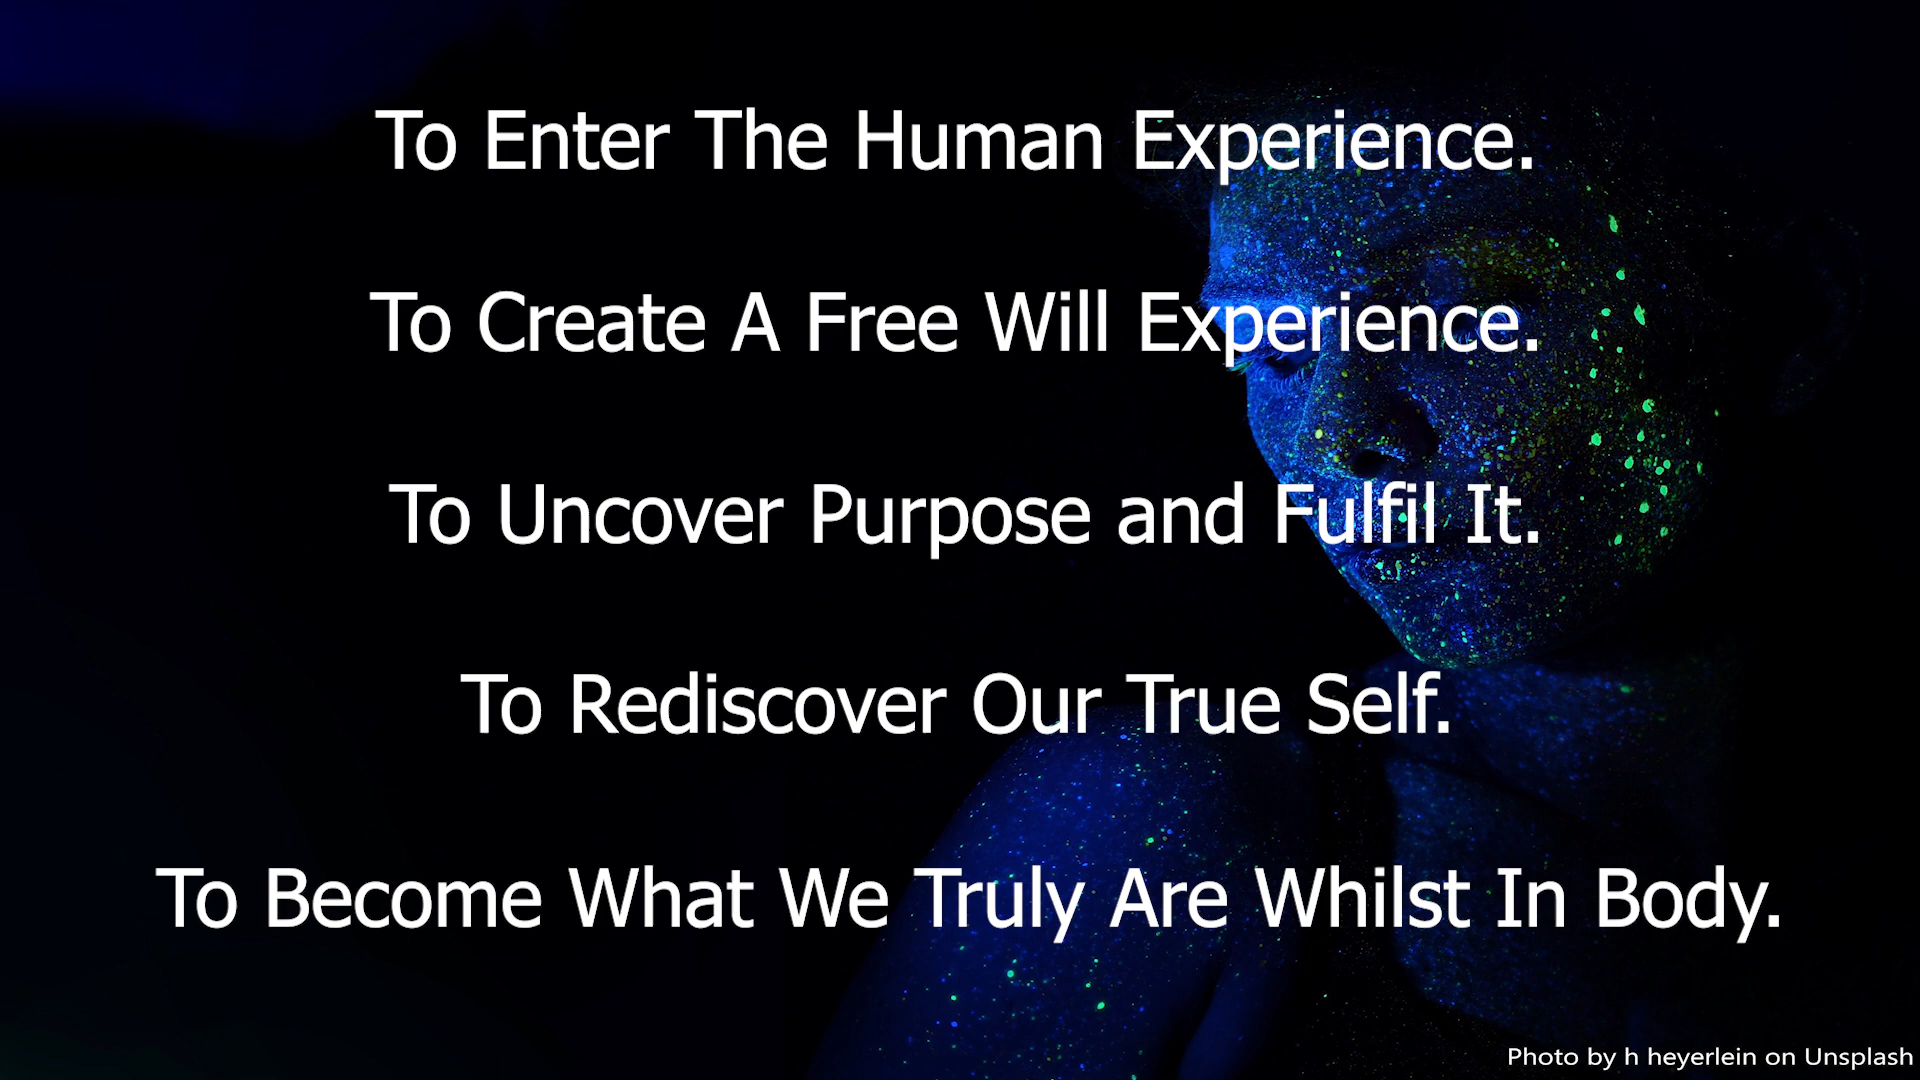 To Enter The Human Experience.
To Create A Free Will Experience.
To Uncover Purpose and Fulfil It.
To Rediscover Our True Self.
To Become What We Truly Are Whilst In Body.
Photo by h heyerlein on Unsplash